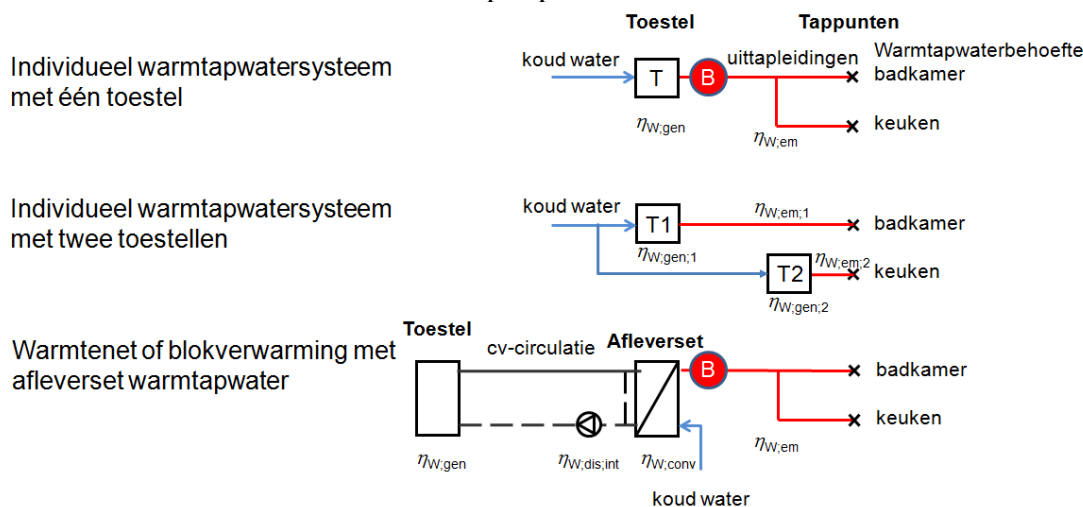 Toestel
Tappunten
Individueel warmtapwatersysteem
met één toestel
koud water
T
B
uittapleidingen
Warmtapwaterbehoefte
badkamer
keuken
ηW;gen
ηW;em
Individueel warmtapwatersysteem
met twee toestellen
koud water
T1
ηW;em;1
badkamer
ηW;gen;1
T2
ηW;em;2
keuken
ηW;gen;2
Toestel
Warmtenet of blokverwarming met
afleverset warmtapwater
cv-circulatie
Afleverset
B
badkamer
keuken
ηW;gen
ηW;dis;int
ηW;conv
ηW;em
koud water